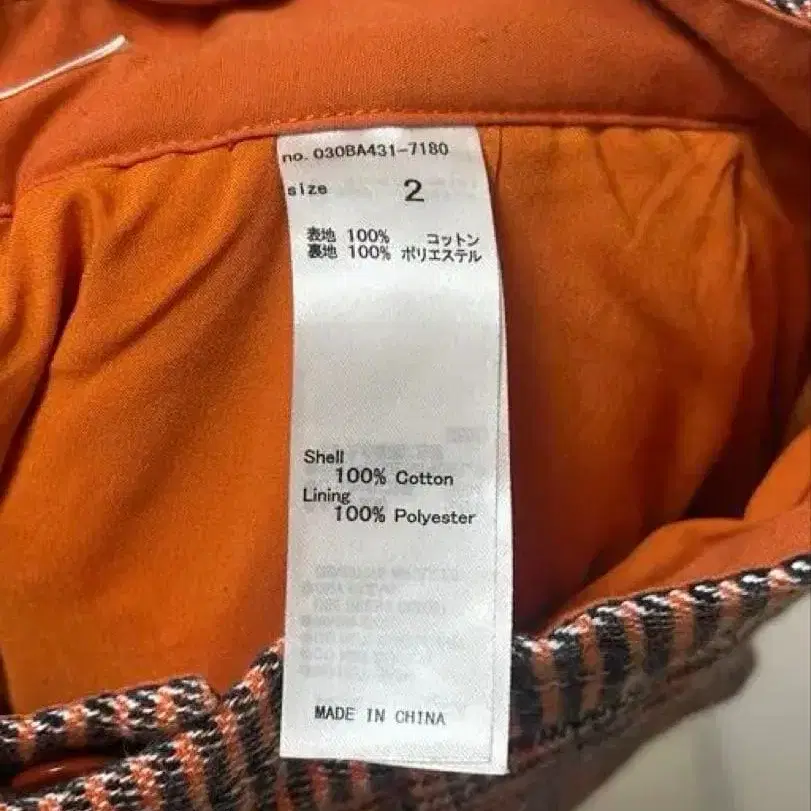 no. 030BA431-7180
size 2
表地 100% コットン
裏地 100% ポリエステル
Shell
100% Cotton
Lining
100% Polyester
MADE IN CHINA